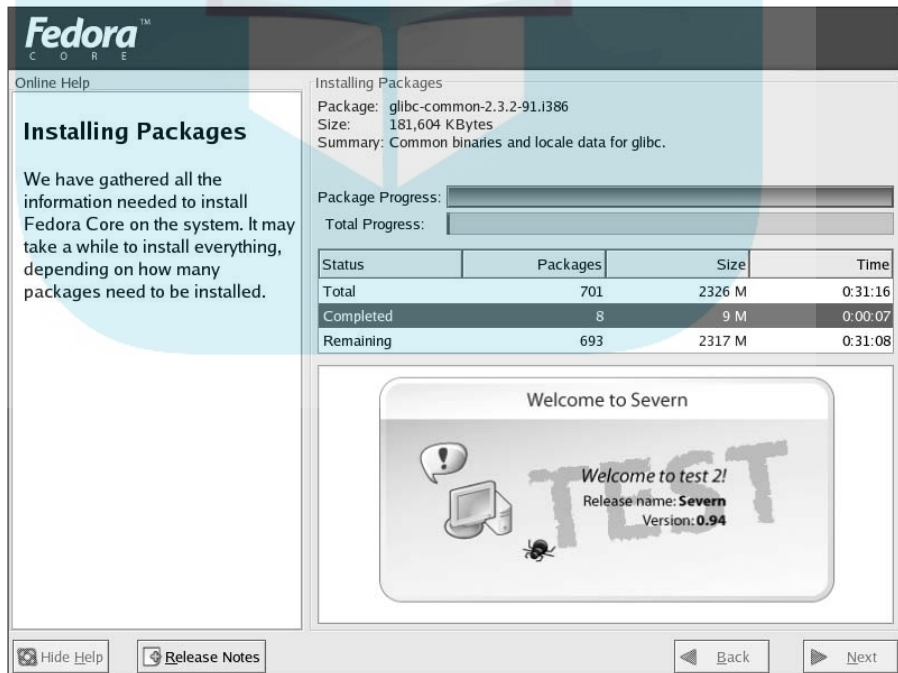 Fedora™
CORE
Online Help
Installing Packages
We have gathered all the
information needed to install
Fedora Core on the system. It may
take a while to install everything,
depending on how many
packages need to be installed.
Installing Packages
Package: glibc-common-2.3.2-91.i386
Size: 181,604 KBytes
Summary: Common binaries and locale data for glibc.
Package Progress:
Total Progress:
Status Packages Size Time
Total 701 2326 M 0:31:16
Completed 8 9 M 0:00:07
Remaining 693 2317 M 0:31:08
Welcome to Severn
TEST
Welcome to test 2!
Release name: Severn
Version: 0.94
Hide Help
Release Notes
Back
Next